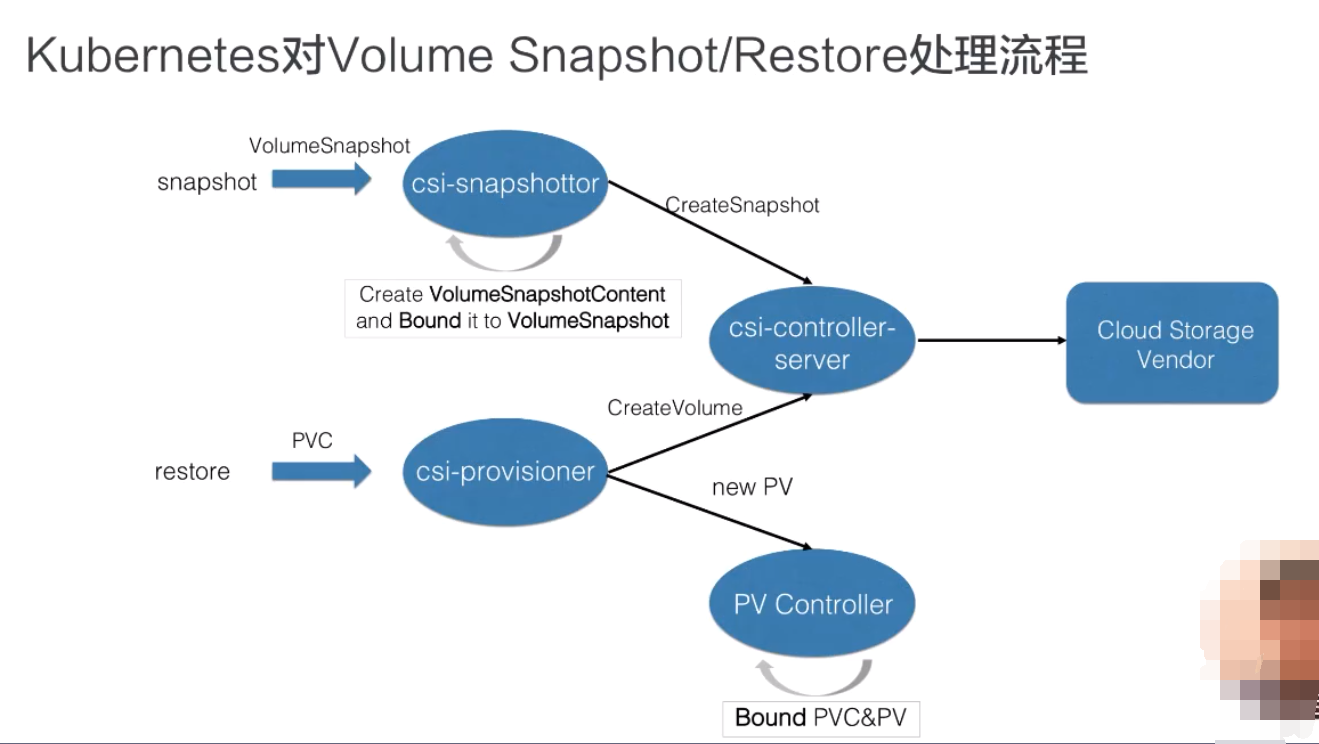 Kubernetes对Volume Snapshot/Restore处理流程
VolumeSnapshot
snapshot
csi-snapshottor
CreateSnapshot
Create VolumeSnapshotContent
and Bound it to VolumeSnapshot
csi-controller-
server
Cloud Storage
Vendor
CreateVolume
PVC
restore
csi-provisioner
new PV
PV Controller
Bound PVC&PV